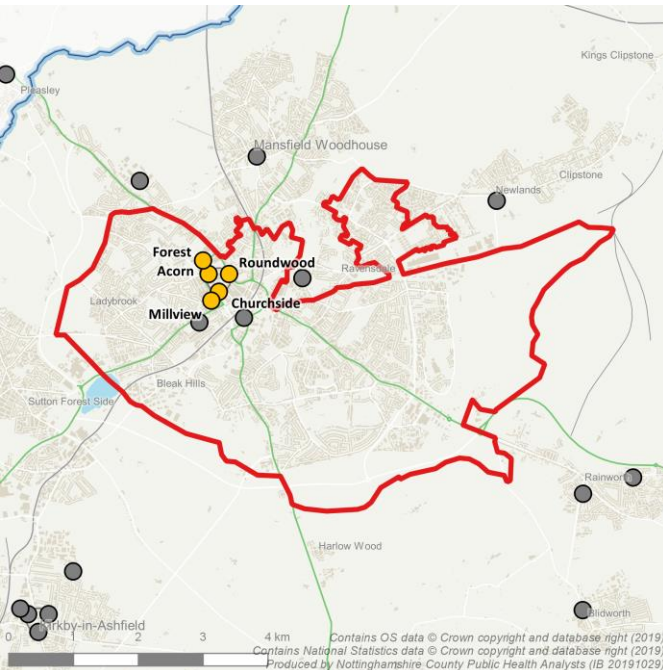 Kings Clipstone
Pleasley
Mansfield Woodhouse
Clipstone
Newlands
Forest
Roundwood
Acorn
Ravensdale
Ladybrook
Churchside
Millview
Bleak Hills
Sutton Forest Side
Rainworth
Harlow Wood
Blidworth
Kirkby-in-Ashfield
0 1 2 3 4 km
Contains OS data © Crown copyright and database right (2019)
Contains National Statistics data © Crown copyright and database right (2019)
Produced by Nottinghamshire County Public Health Analysts (IB 20191029)